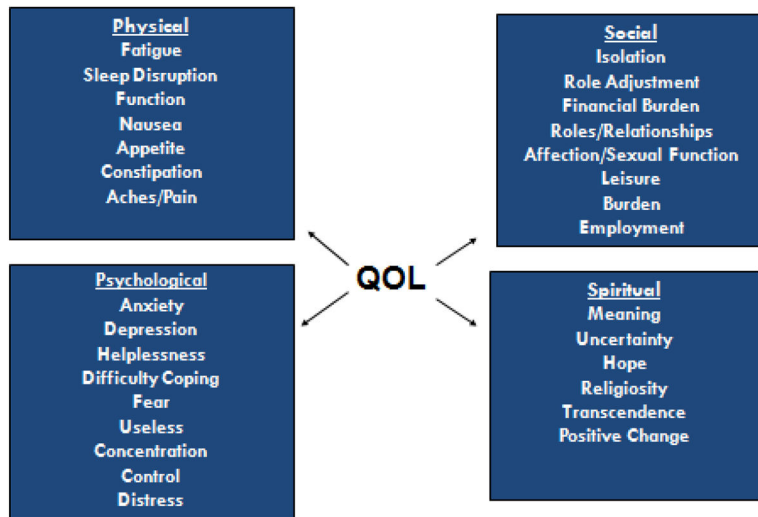 Physical
Fatigue
Sleep Disruption
Function
Nausea
Appetite
Constipation
Aches/Pain
Social
Isolation
Role Adjustment
Financial Burden
Roles/Relationships
Affection/Sexual Function
Leisure
Burden
Employment
QOL
Psychological
Anxiety
Depression
Helplessness
Difficulty Coping
Fear
Useless
Concentration
Control
Distress
Spiritual
Meaning
Uncertainty
Hope
Religiosity
Transcendence
Positive Change